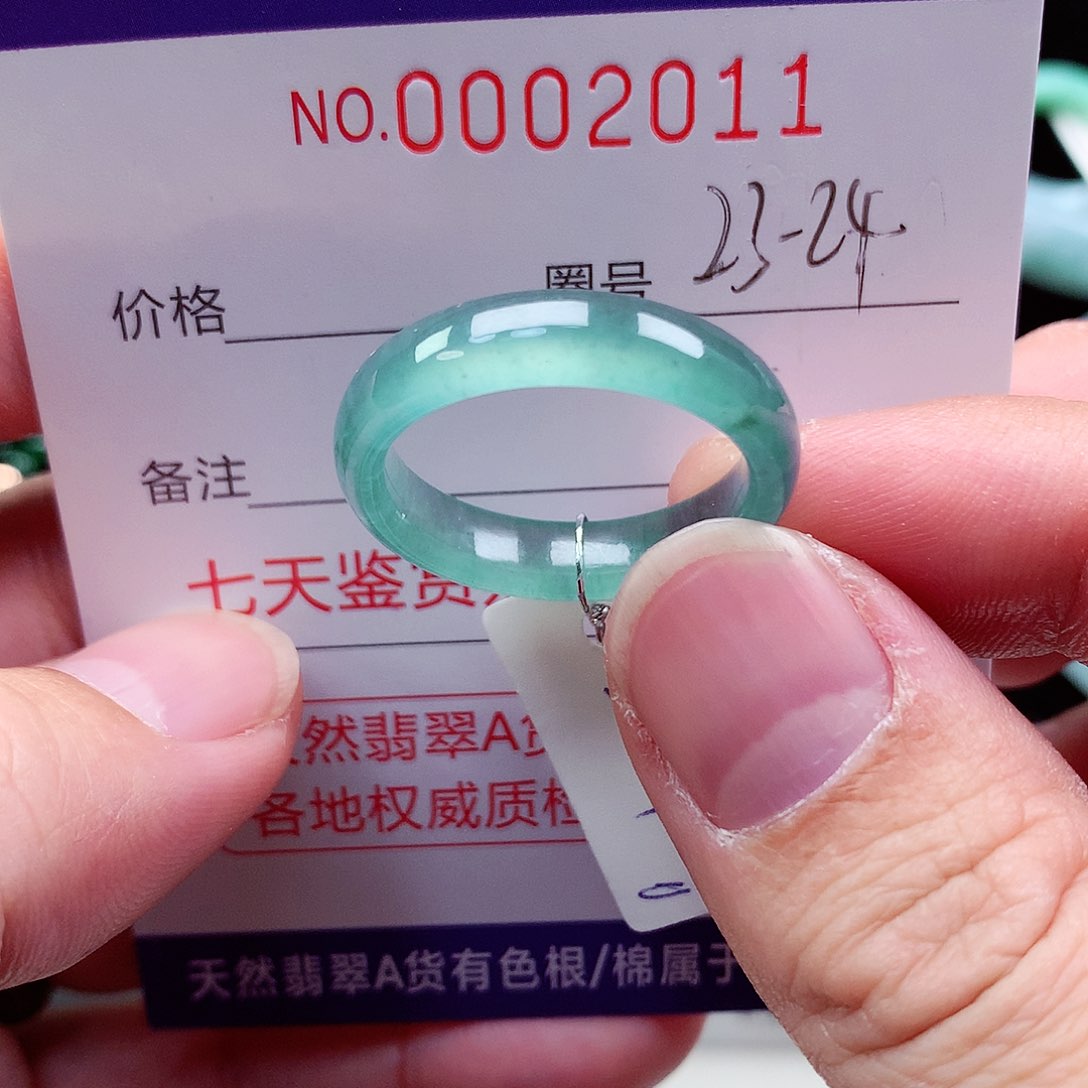 NO.0002011
价格
圈号 23-24
备注
七天鉴赏
然翡翠A货
各地权威质检
天然翡翠A货有色根/棉属于